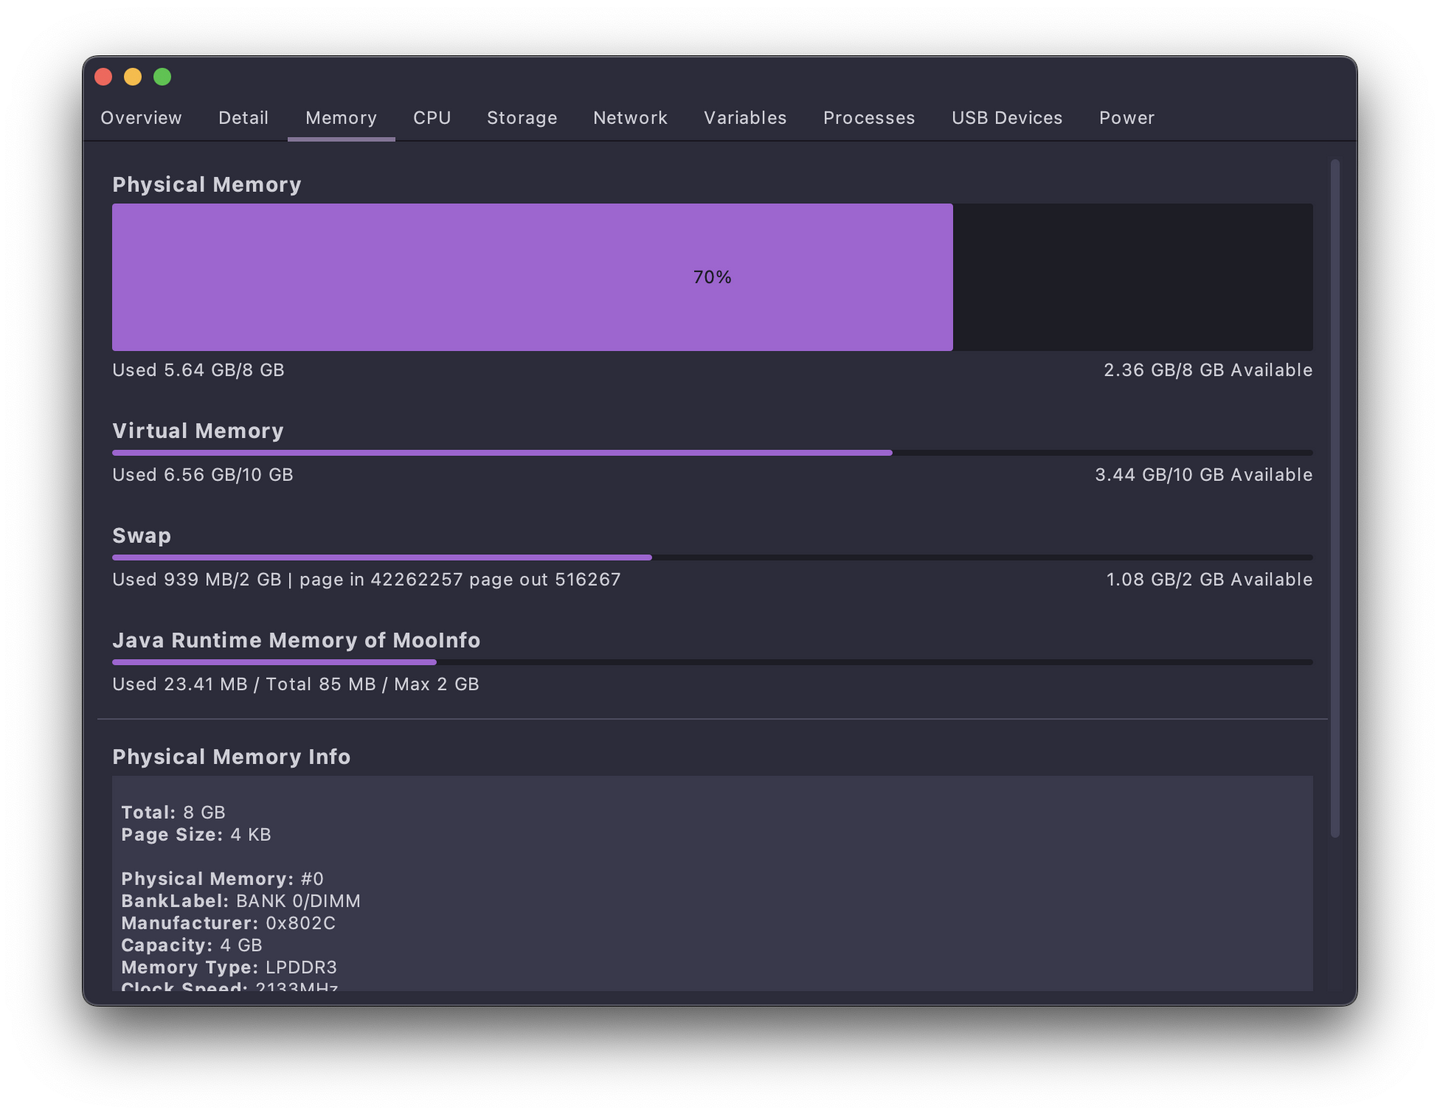 Overview Detail Memory CPU Storage Network Variables Processes USB Devices Power
Physical Memory
70%
Used 5.64 GB/8 GB 2.36 GB/8 GB Available
Virtual Memory
Used 6.56 GB/10 GB 3.44 GB/10 GB Available
Swap
Used 939 MB/2 GB | page in 42262257 page out 516267 1.08 GB/2 GB Available
Java Runtime Memory of MooInfo
Used 23.41 MB / Total 85 MB / Max 2 GB
Physical Memory Info
Total: 8 GB
Page Size: 4 KB
Physical Memory: #0
BankLabel: BANK 0/DIMM
Manufacturer: 0x802C
Capacity: 4 GB
Memory Type: LPDDR3
Clock Speed: 2133MHz